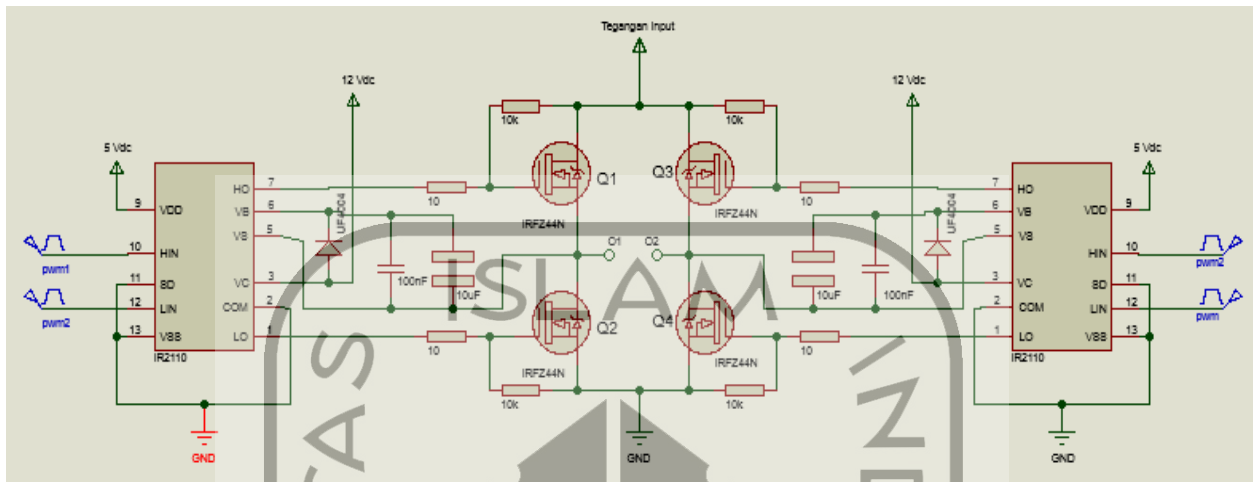 Tegangan Input
12 Vdc
12 Vdc
10k
10k
5 Vdc
5 Vdc
Q1
Q3
HO 7
10
10
7 HO
VB 6
6 VB
9 VDD
VDD 9
UF4004
UF4004
IRFZ44N
IRFZ44N
VS 5
5 VS
10 HIN
HIN 10
pwm1
pwm2
O1
O2
11 SD
SD 11
VC 3
3 VC
100nF
10uF
10uF
100nF
ISLAM
12 LIN
LIN 12
COM 2
2 COM
pwm2
pwm
Q2
Q4
13 VSS
VSS 13
LO 1
1 LO
IR2110
IR2110
10
10
IRFZ44N
IRFZ44N
10k
10k
TAS
INI
GND
GND
GND